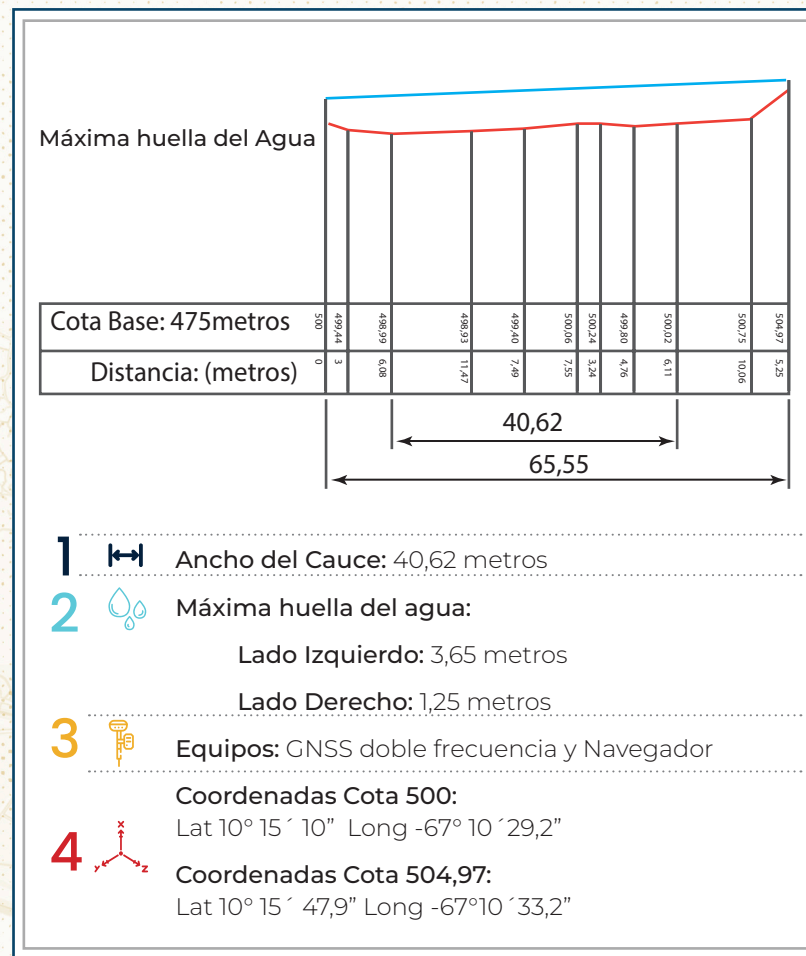 Máxima huella del Agua
Cota Base: 475metros 500 499,44 498,99 498,93 499,40 500,06 500,24 499,80 500,02 500,75 504,97
Distancia: (metros) 0 3 6,08 11,47 7,49 7,55 3,24 4,76 6,11 10,06 5,25
40,62
65,55
1 Ancho del Cauce: 40,62 metros
2 Máxima huella del agua:
Lado Izquierdo: 3,65 metros
Lado Derecho: 1,25 metros
3 Equipos: GNSS doble frecuencia y Navegador
4 Coordenadas Cota 500:
Lat 10° 15´ 10” Long -67° 10´29,2”
Coordenadas Cota 504,97:
Lat 10° 15´ 47,9” Long -67°10´33,2”
x
y
z